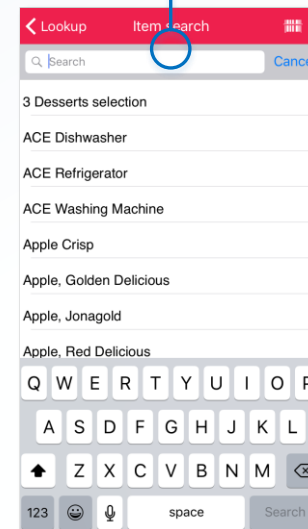 Lookup Item search
Search Cance
3 Desserts selection
ACE Dishwasher
ACE Refrigerator
ACE Washing Machine
Apple Crisp
Apple, Golden Delicious
Apple, Jonagold
Apple, Red Delicious
Q W E R T Y U I O P
A S D F G H J K L
Z X C V B N M
123 space Search